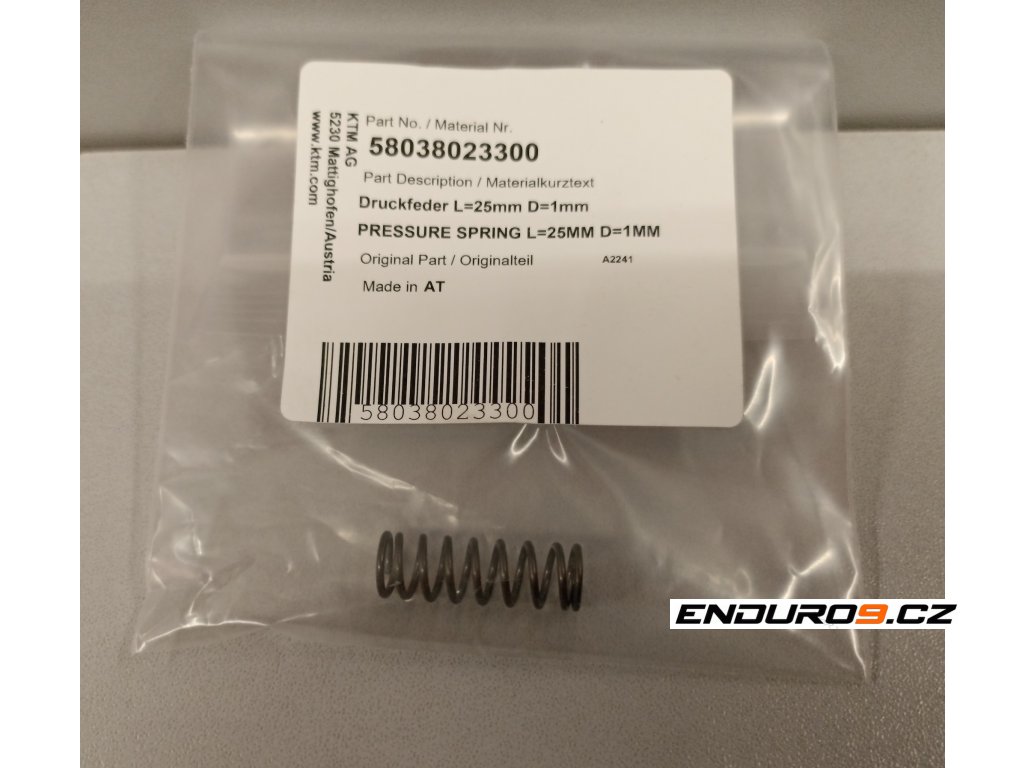 KTM AG
5230 Mattighofen/Austria
www.ktm.com
Part No. / Material Nr.
58038023300
Part Description / Materialkurztext
Druckfeder L=25mm D=1mm
PRESSURE SPRING L=25MM D=1MM
Original Part / Originalteil A2241
Made in AT
58038023300
ENDURO9.CZ